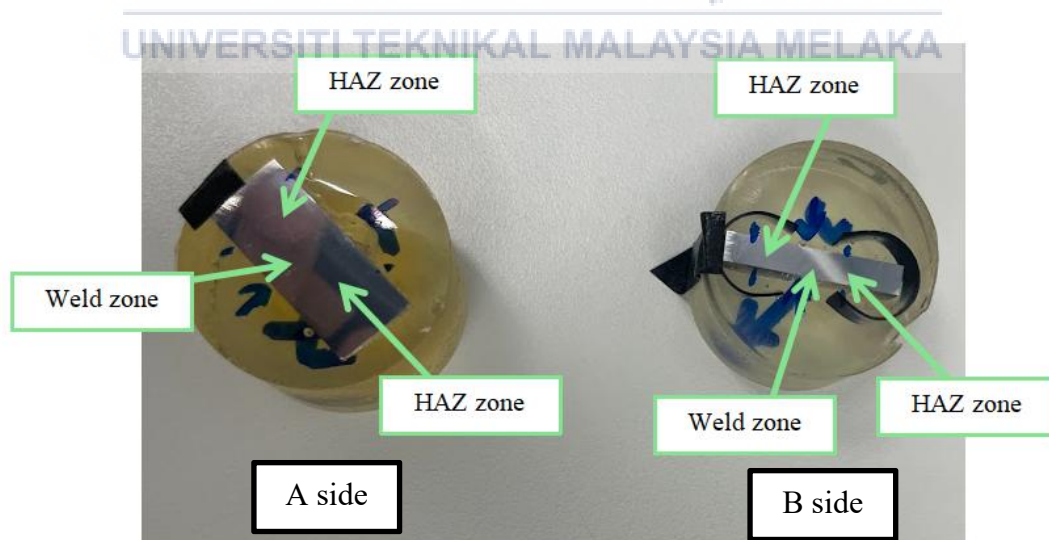 UNIVERSITI TEKNIKAL MALAYSIA MELAKA
HAZ zone
HAZ zone
Weld zone
HAZ zone
Weld zone
HAZ zone
A side
B side